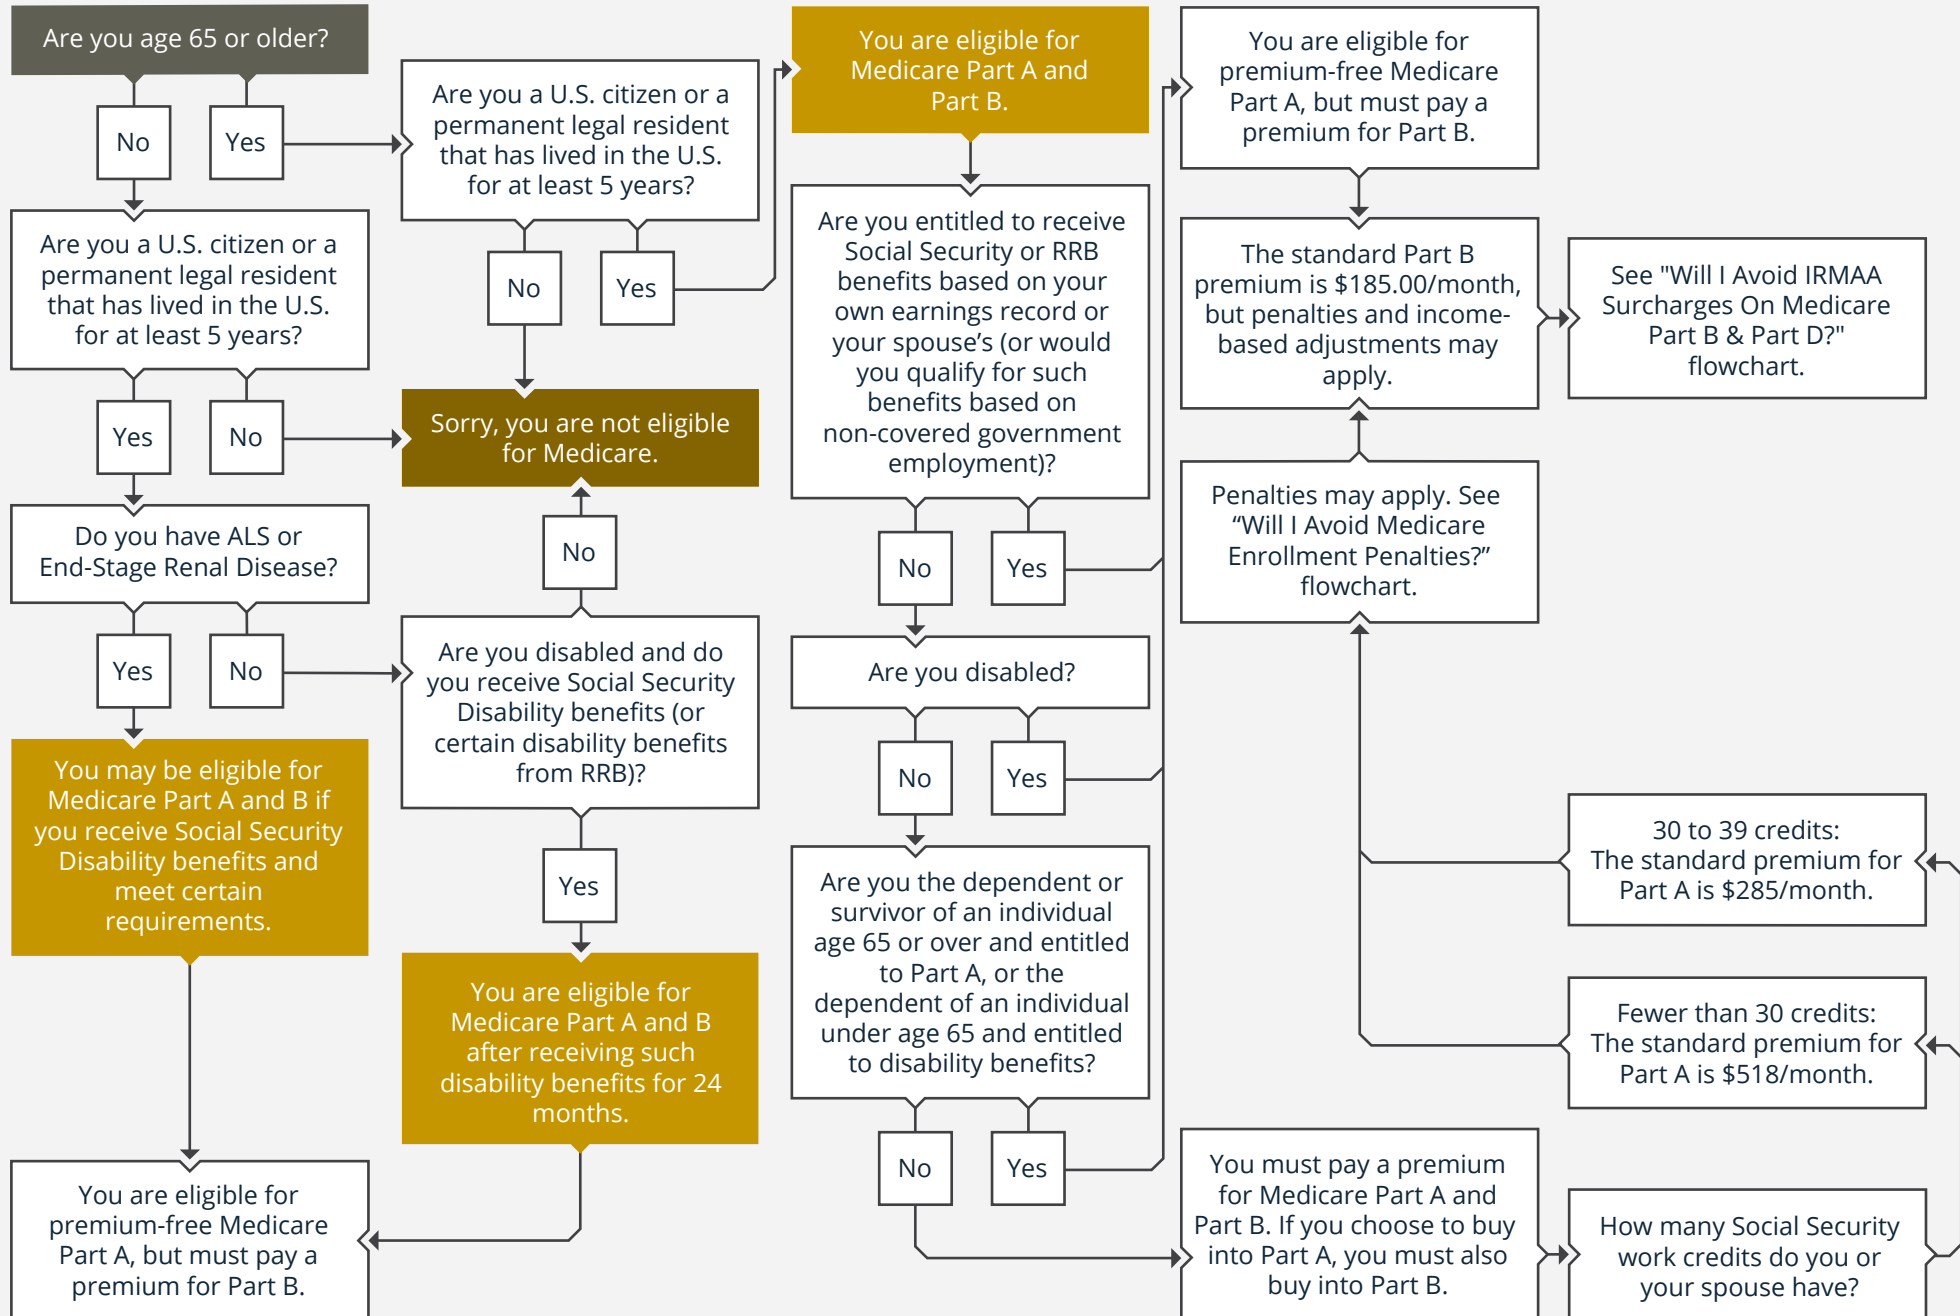 Are you age 65 or older?
No
Yes
Are you a U.S. citizen or a
permanent legal resident
that has lived in the U.S.
for at least 5 years?
Yes
No
Do you have ALS or
End-Stage Renal Disease?
Yes
No
You may be eligible for
Medicare Part A and B if
you receive Social Security
Disability benefits and
meet certain
requirements.
You are eligible for
premium-free Medicare
Part A, but must pay a
premium for Part B.
Are you a U.S. citizen or a
permanent legal resident
that has lived in the U.S.
for at least 5 years?
No
Yes
Sorry, you are not eligible
for Medicare.
No
Are you disabled and do
you receive Social Security
Disability benefits (or
certain disability benefits
from RRB)?
Yes
You are eligible for
Medicare Part A and B
after receiving such
disability benefits for 24
months.
You are eligible for
Medicare Part A and
Part B.
Are you entitled to receive
Social Security or RRB
benefits based on your
own earnings record or
your spouse’s (or would
you qualify for such
benefits based on
non-covered government
employment)?
No
Yes
Are you disabled?
No
Yes
Are you the dependent or
survivor of an individual
age 65 or over and entitled
to Part A, or the
dependent of an individual
under age 65 and entitled
to disability benefits?
No
Yes
You are eligible for
premium-free Medicare
Part A, but must pay a
premium for Part B.
The standard Part B
premium is $185.00/month,
but penalties and income-
based adjustments may
apply.
See "Will I Avoid IRMAA
Surcharges On Medicare
Part B & Part D?"
flowchart.
Penalties may apply. See
“Will I Avoid Medicare
Enrollment Penalties?”
flowchart.
30 to 39 credits:
The standard premium for
Part A is $285/month.
Fewer than 30 credits:
The standard premium for
Part A is $518/month.
You must pay a premium
for Medicare Part A and
Part B. If you choose to buy
into Part A, you must also
buy into Part B.
How many Social Security
work credits do you or
your spouse have?